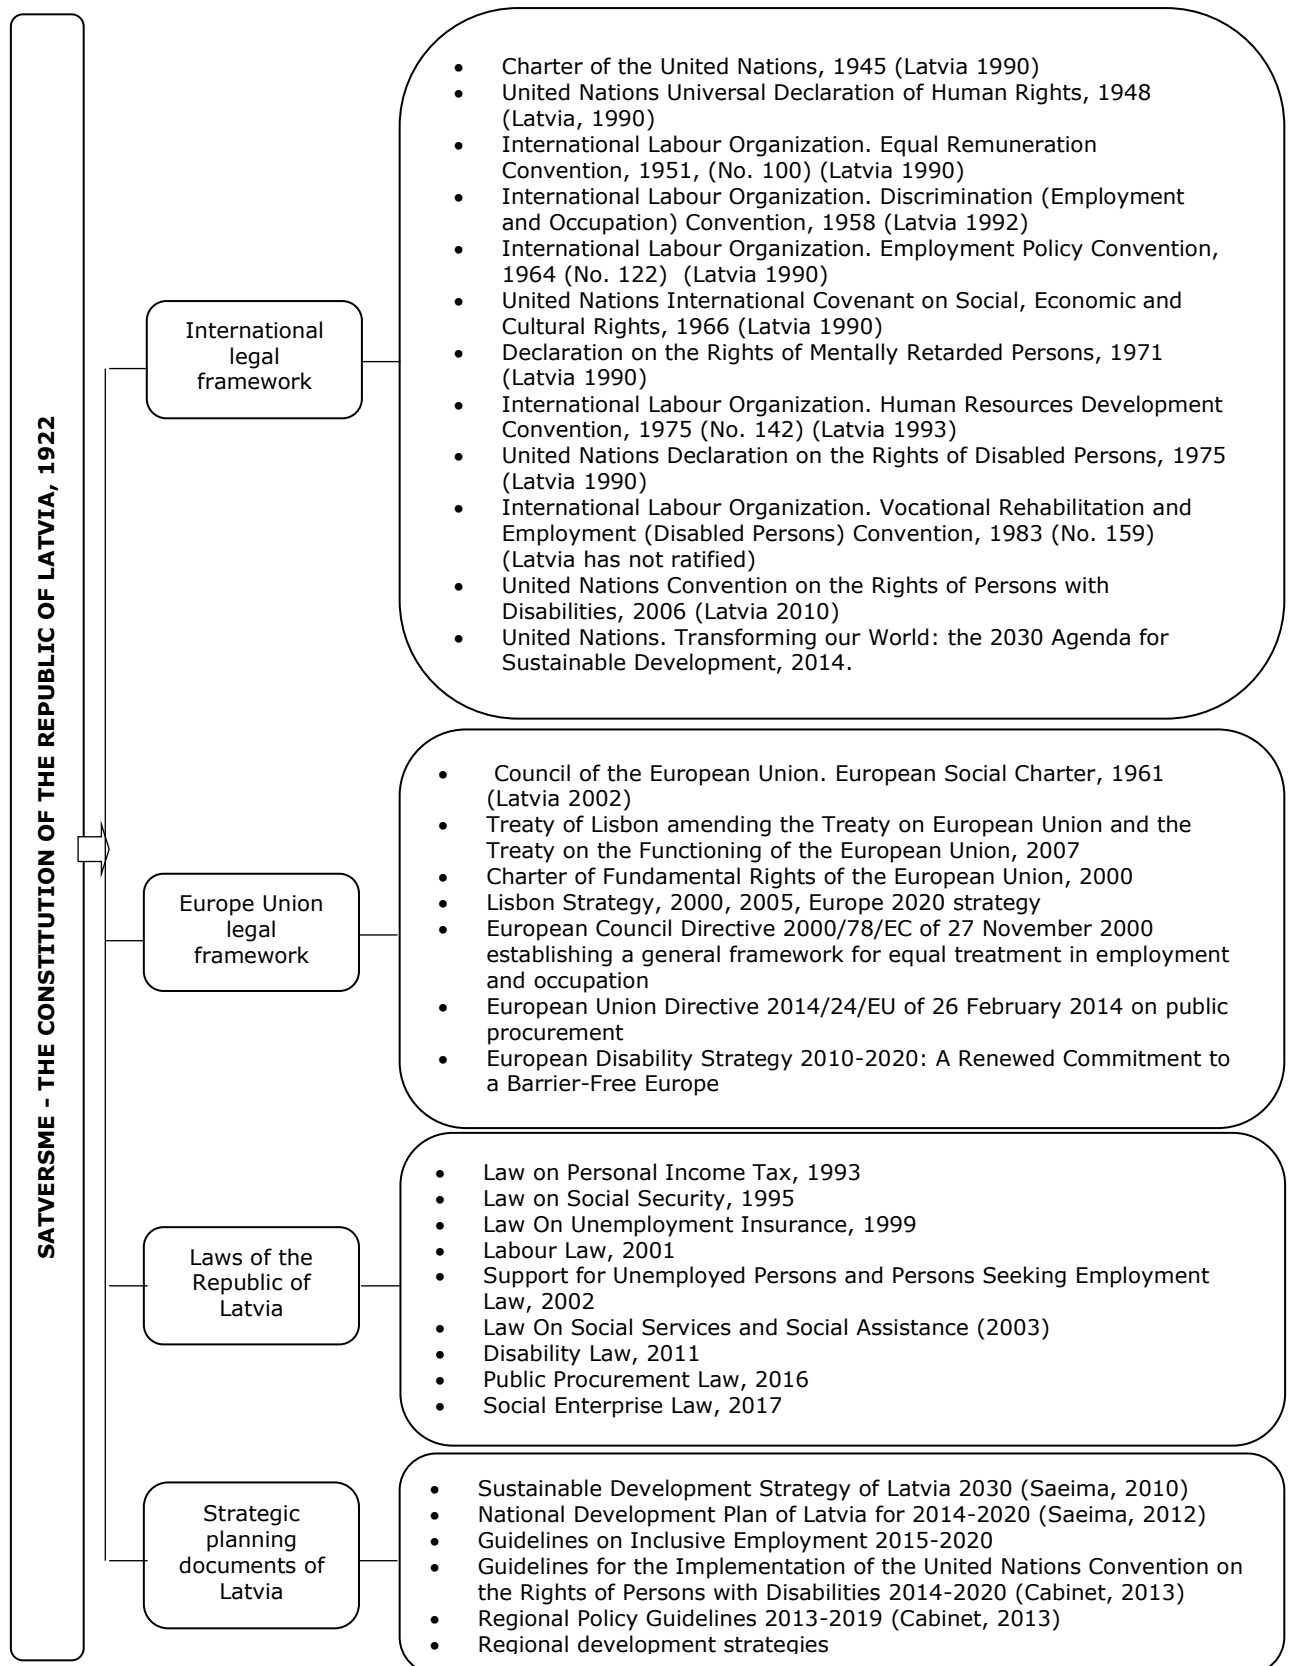 SATVERSME - THE CONSTITUTION OF THE REPUBLIC OF LATVIA, 1922
International
legal
framework
• Charter of the United Nations, 1945 (Latvia 1990)
• United Nations Universal Declaration of Human Rights, 1948
(Latvia, 1990)
• International Labour Organization. Equal Remuneration
Convention, 1951, (No. 100) (Latvia 1990)
• International Labour Organization. Discrimination (Employment
and Occupation) Convention, 1958 (Latvia 1992)
• International Labour Organization. Employment Policy Convention,
1964 (No. 122) (Latvia 1990)
• United Nations International Covenant on Social, Economic and
Cultural Rights, 1966 (Latvia 1990)
• Declaration on the Rights of Mentally Retarded Persons, 1971
(Latvia 1990)
• International Labour Organization. Human Resources Development
Convention, 1975 (No. 142) (Latvia 1993)
• United Nations Declaration on the Rights of Disabled Persons, 1975
(Latvia 1990)
• International Labour Organization. Vocational Rehabilitation and
Employment (Disabled Persons) Convention, 1983 (No. 159)
(Latvia has not ratified)
• United Nations Convention on the Rights of Persons with
Disabilities, 2006 (Latvia 2010)
• United Nations. Transforming our World: the 2030 Agenda for
Sustainable Development, 2014.
Europe Union
legal
framework
• Council of the European Union. European Social Charter, 1961
(Latvia 2002)
• Treaty of Lisbon amending the Treaty on European Union and the
Treaty on the Functioning of the European Union, 2007
• Charter of Fundamental Rights of the European Union, 2000
• Lisbon Strategy, 2000, 2005, Europe 2020 strategy
• European Council Directive 2000/78/EC of 27 November 2000
establishing a general framework for equal treatment in employment
and occupation
• European Union Directive 2014/24/EU of 26 February 2014 on public
procurement
• European Disability Strategy 2010-2020: A Renewed Commitment to
a Barrier-Free Europe
Laws of the
Republic of
Latvia
• Law on Personal Income Tax, 1993
• Law on Social Security, 1995
• Law On Unemployment Insurance, 1999
• Labour Law, 2001
• Support for Unemployed Persons and Persons Seeking Employment
Law, 2002
• Law On Social Services and Social Assistance (2003)
• Disability Law, 2011
• Public Procurement Law, 2016
• Social Enterprise Law, 2017
Strategic
planning
documents of
Latvia
• Sustainable Development Strategy of Latvia 2030 (Saeima, 2010)
• National Development Plan of Latvia for 2014-2020 (Saeima, 2012)
• Guidelines on Inclusive Employment 2015-2020
• Guidelines for the Implementation of the United Nations Convention on
the Rights of Persons with Disabilities 2014-2020 (Cabinet, 2013)
• Regional Policy Guidelines 2013-2019 (Cabinet, 2013)
• Regional development strategies